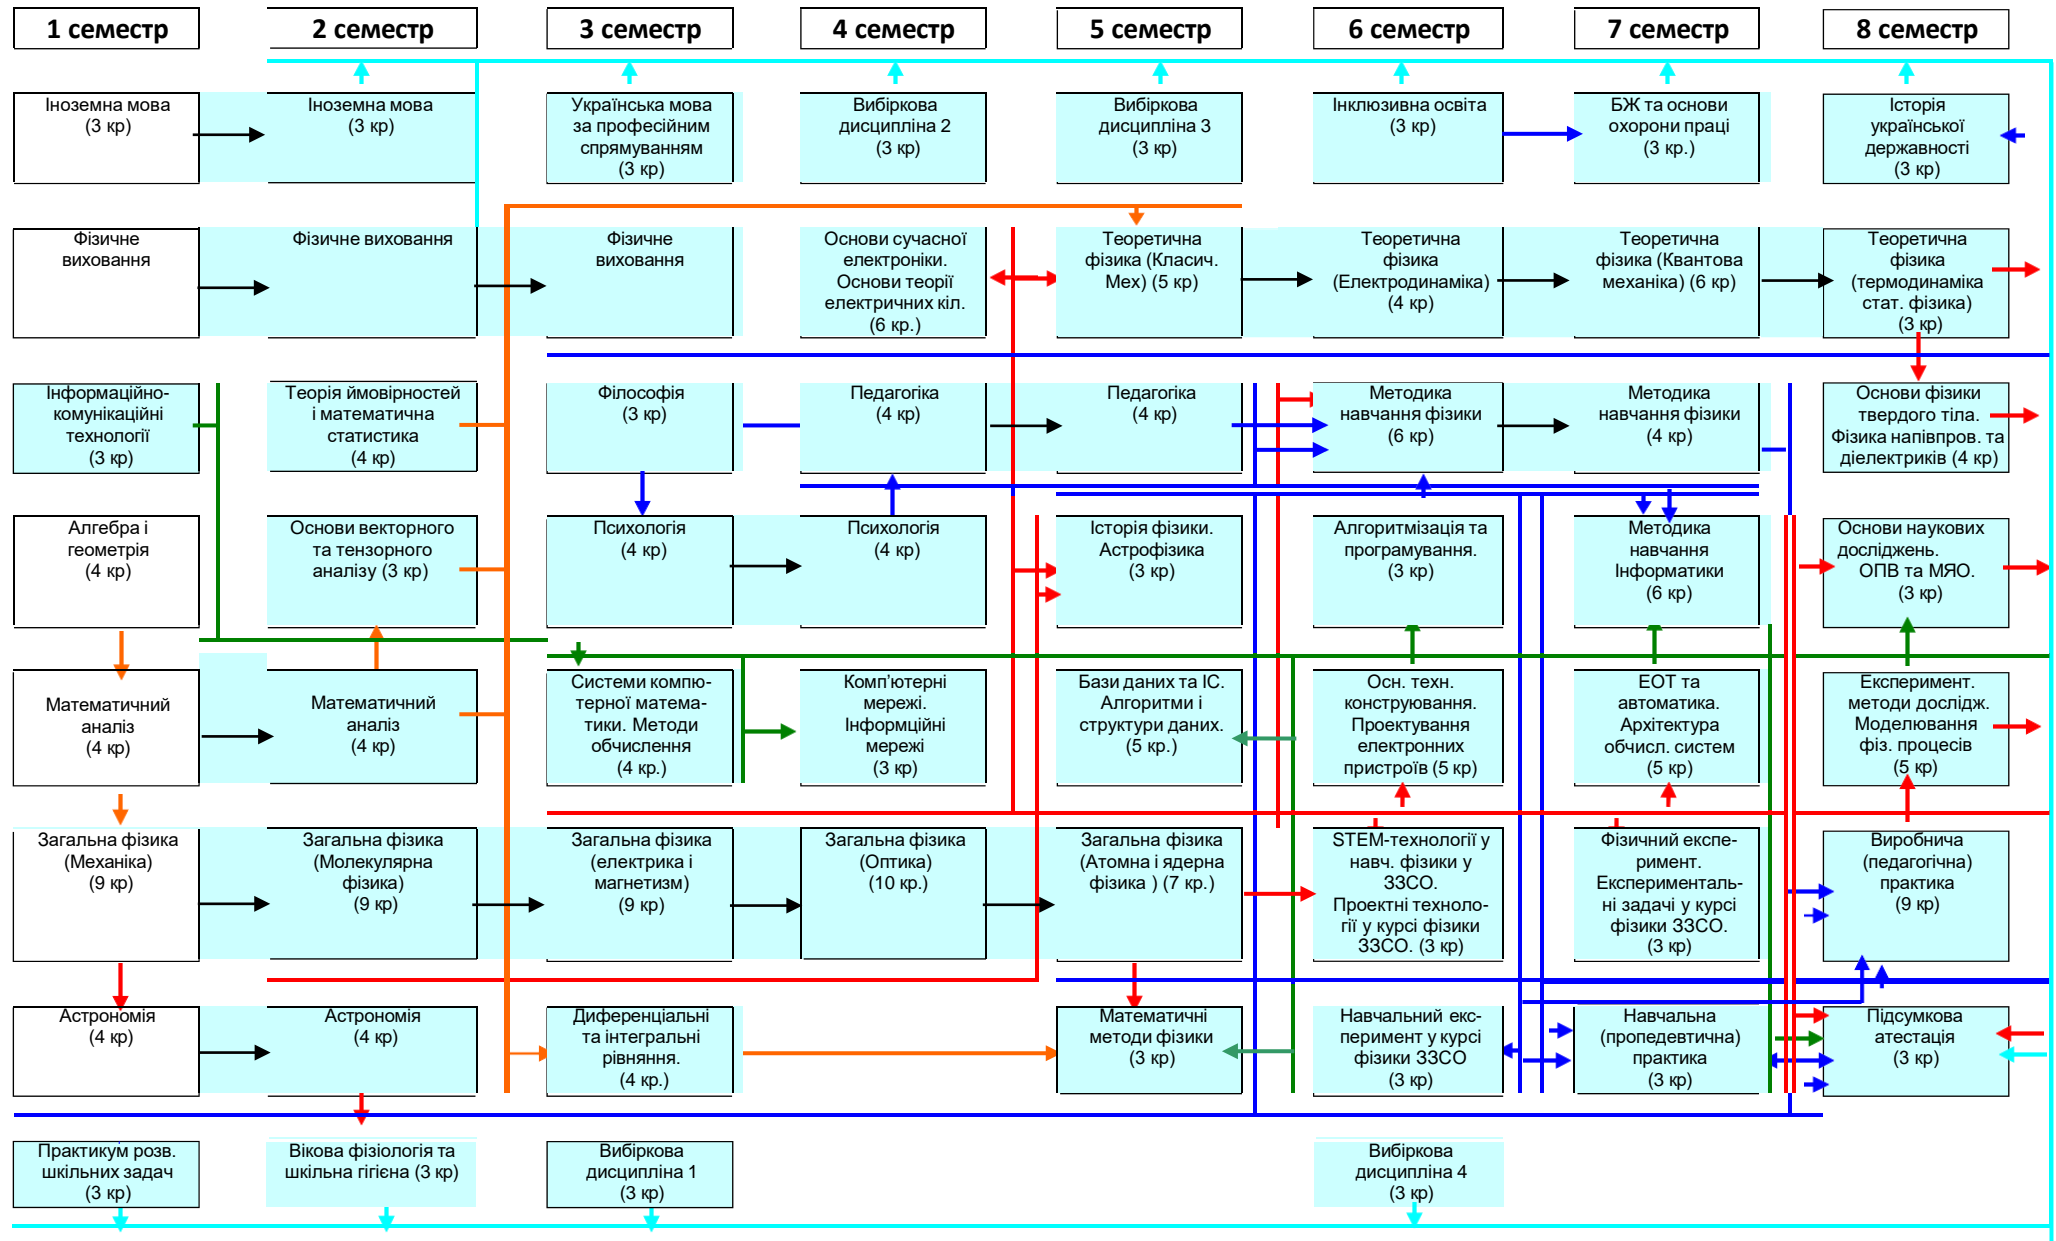 1 семестр
2 семестр
3 семестр
4 семестр
5 семестр
6 семестр
7 семестр
8 семестр
Іноземна мова
(3 кр)
Іноземна мова
(3 кр)
Українська мова
за професійним
спрямуванням
(3 кр)
Вибіркова
дисципліна 2
(3 кр)
Вибіркова
дисципліна 3
(3 кр)
Інклюзивна освіта
(3 кр)
БЖ та основи
охорони праці
(3 кр.)
Історія
української
державності
(3 кр)
Фізичне
виховання
Фізичне виховання
Фізичне
виховання
Основи сучасної
електроніки.
Основи теорії
електричних кіл.
(6 кр.)
Теоретична
фізика (Класич.
Мех) (5 кр)
Теоретична
фізика
(Електродинаміка)
(4 кр)
Теоретична
фізика (Квантова
механіка) (6 кр)
Теоретична
фізика
(термодинаміка
стат. фізика)
(3 кр)
Інформаційно-
комунікаційні
технології
(3 кр)
Теорія ймовірностей
і математична
статистика
(4 кр)
Філософія
(3 кр)
Педагогіка
(4 кр)
Педагогіка
(4 кр)
Методика
навчання фізики
(6 кр)
Методика
навчання фізики
(4 кр)
Основи фізики
твердого тіла.
Фізика напівпров. та
діелектриків (4 кр)
Алгебра і
геометрія
(4 кр)
Основи векторного
та тензорного
аналізу (3 кр)
Психологія
(4 кр)
Психологія
(4 кр)
Історія фізики.
Астрофізика
(3 кр)
Алгоритмізація та
програмування.
(3 кр)
Методика
навчання
Інформатики
(6 кр)
Основи наукових
досліджень.
ОПВ та МЯО.
(3 кр)
Математичний
аналіз
(4 кр)
Математичний
аналіз
(4 кр)
Системи компю-
терної матема-
тики. Методи
обчислення
(4 кр.)
Комп'ютерні
мережі.
Інформційні
мережі
(3 кр)
Бази даних та ІС.
Алгоритми і
структури даних.
(5 кр.)
Осн. техн.
конструювання.
Проектування
електронних
пристроїв (5 кр)
ЕОТ та
автоматика.
Архітектура
обчисл. систем
(5 кр)
Експеримент.
методи дослідж.
Моделювання
фіз. процесів
(5 кр)
Загальна фізика
(Механіка)
(9 кр)
Загальна фізика
(Молекулярна
фізика)
(9 кр)
Загальна фізика
(електрика і
магнетизм)
(9 кр)
Загальна фізика
(Оптика)
(10 кр.)
Загальна фізика
(Атомна і ядерна
фізика ) (7 кр.)
STEM-технології у
навч. фізики у
ЗЗСО.
Проектні техноло-
гії у курсі фізики
ЗЗСО. (3 кр)
Фізичний експе-
римент.
Експерименталь-
ні задачі у курсі
фізики ЗЗСО.
(3 кр)
Виробнича
(педагогічна)
практика
(9 кр)
Астрономія
(4 кр)
Астрономія
(4 кр)
Диференціальні
та інтегральні
рівняння.
(4 кр.)
Математичні
методи фізики
(3 кр)
Навчальний екс-
перимент у курсі
фізики ЗЗСО
(3 кр)
Навчальна
(пропедевтична)
практика
(3 кр)
Підсумкова
атестація
(3 кр)
Практикум розв.
шкільних задач
(3 кр)
Вікова фізіологія та
шкільна гігієна (3 кр)
Вибіркова
дисципліна 1
(3 кр)
Вибіркова
дисципліна 4
(3 кр)